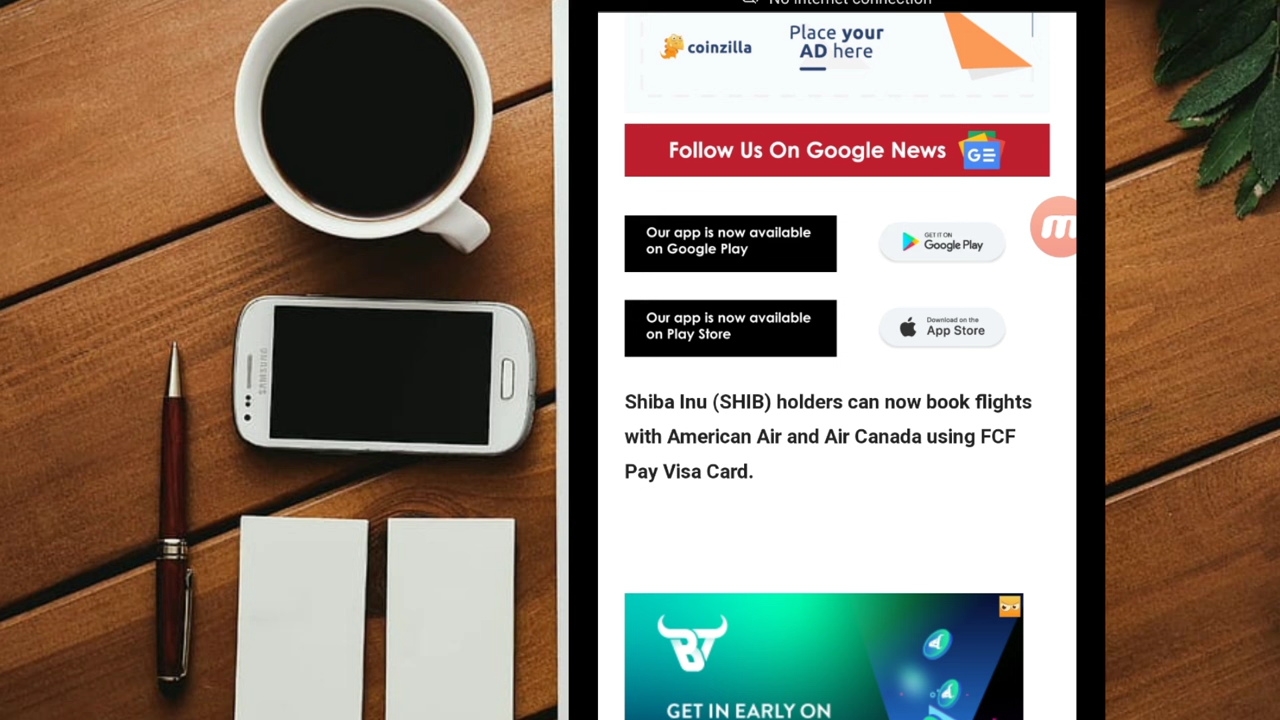 No internet connection
coinzilla
Place your
AD here
Follow Us On Google News
GE
Our app is now available
on Google Play
GET IT ON
Google Play
Our app is now available
on Play Store
Download on the
App Store
SAMSUNG
Shiba Inu (SHIB) holders can now book flights
with American Air and Air Canada using FCF
Pay Visa Card.
BT
GET IN EARLY ON